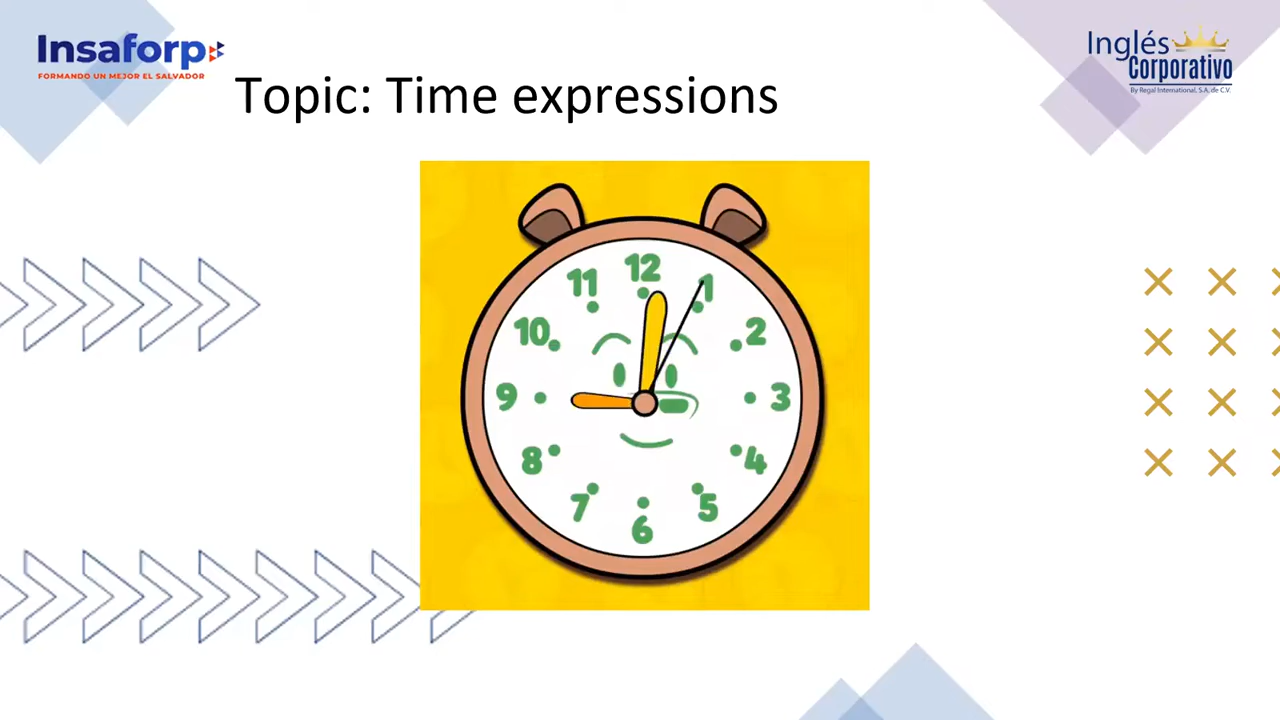 Insaforp
FORMANDO UN MEJOR EL SALVADOR
Topic: Time expressions
Inglés
Corporativo
By Regal International, S.A. de C.V.
12
11
1
10
2
9
3
8
4
7
5
6